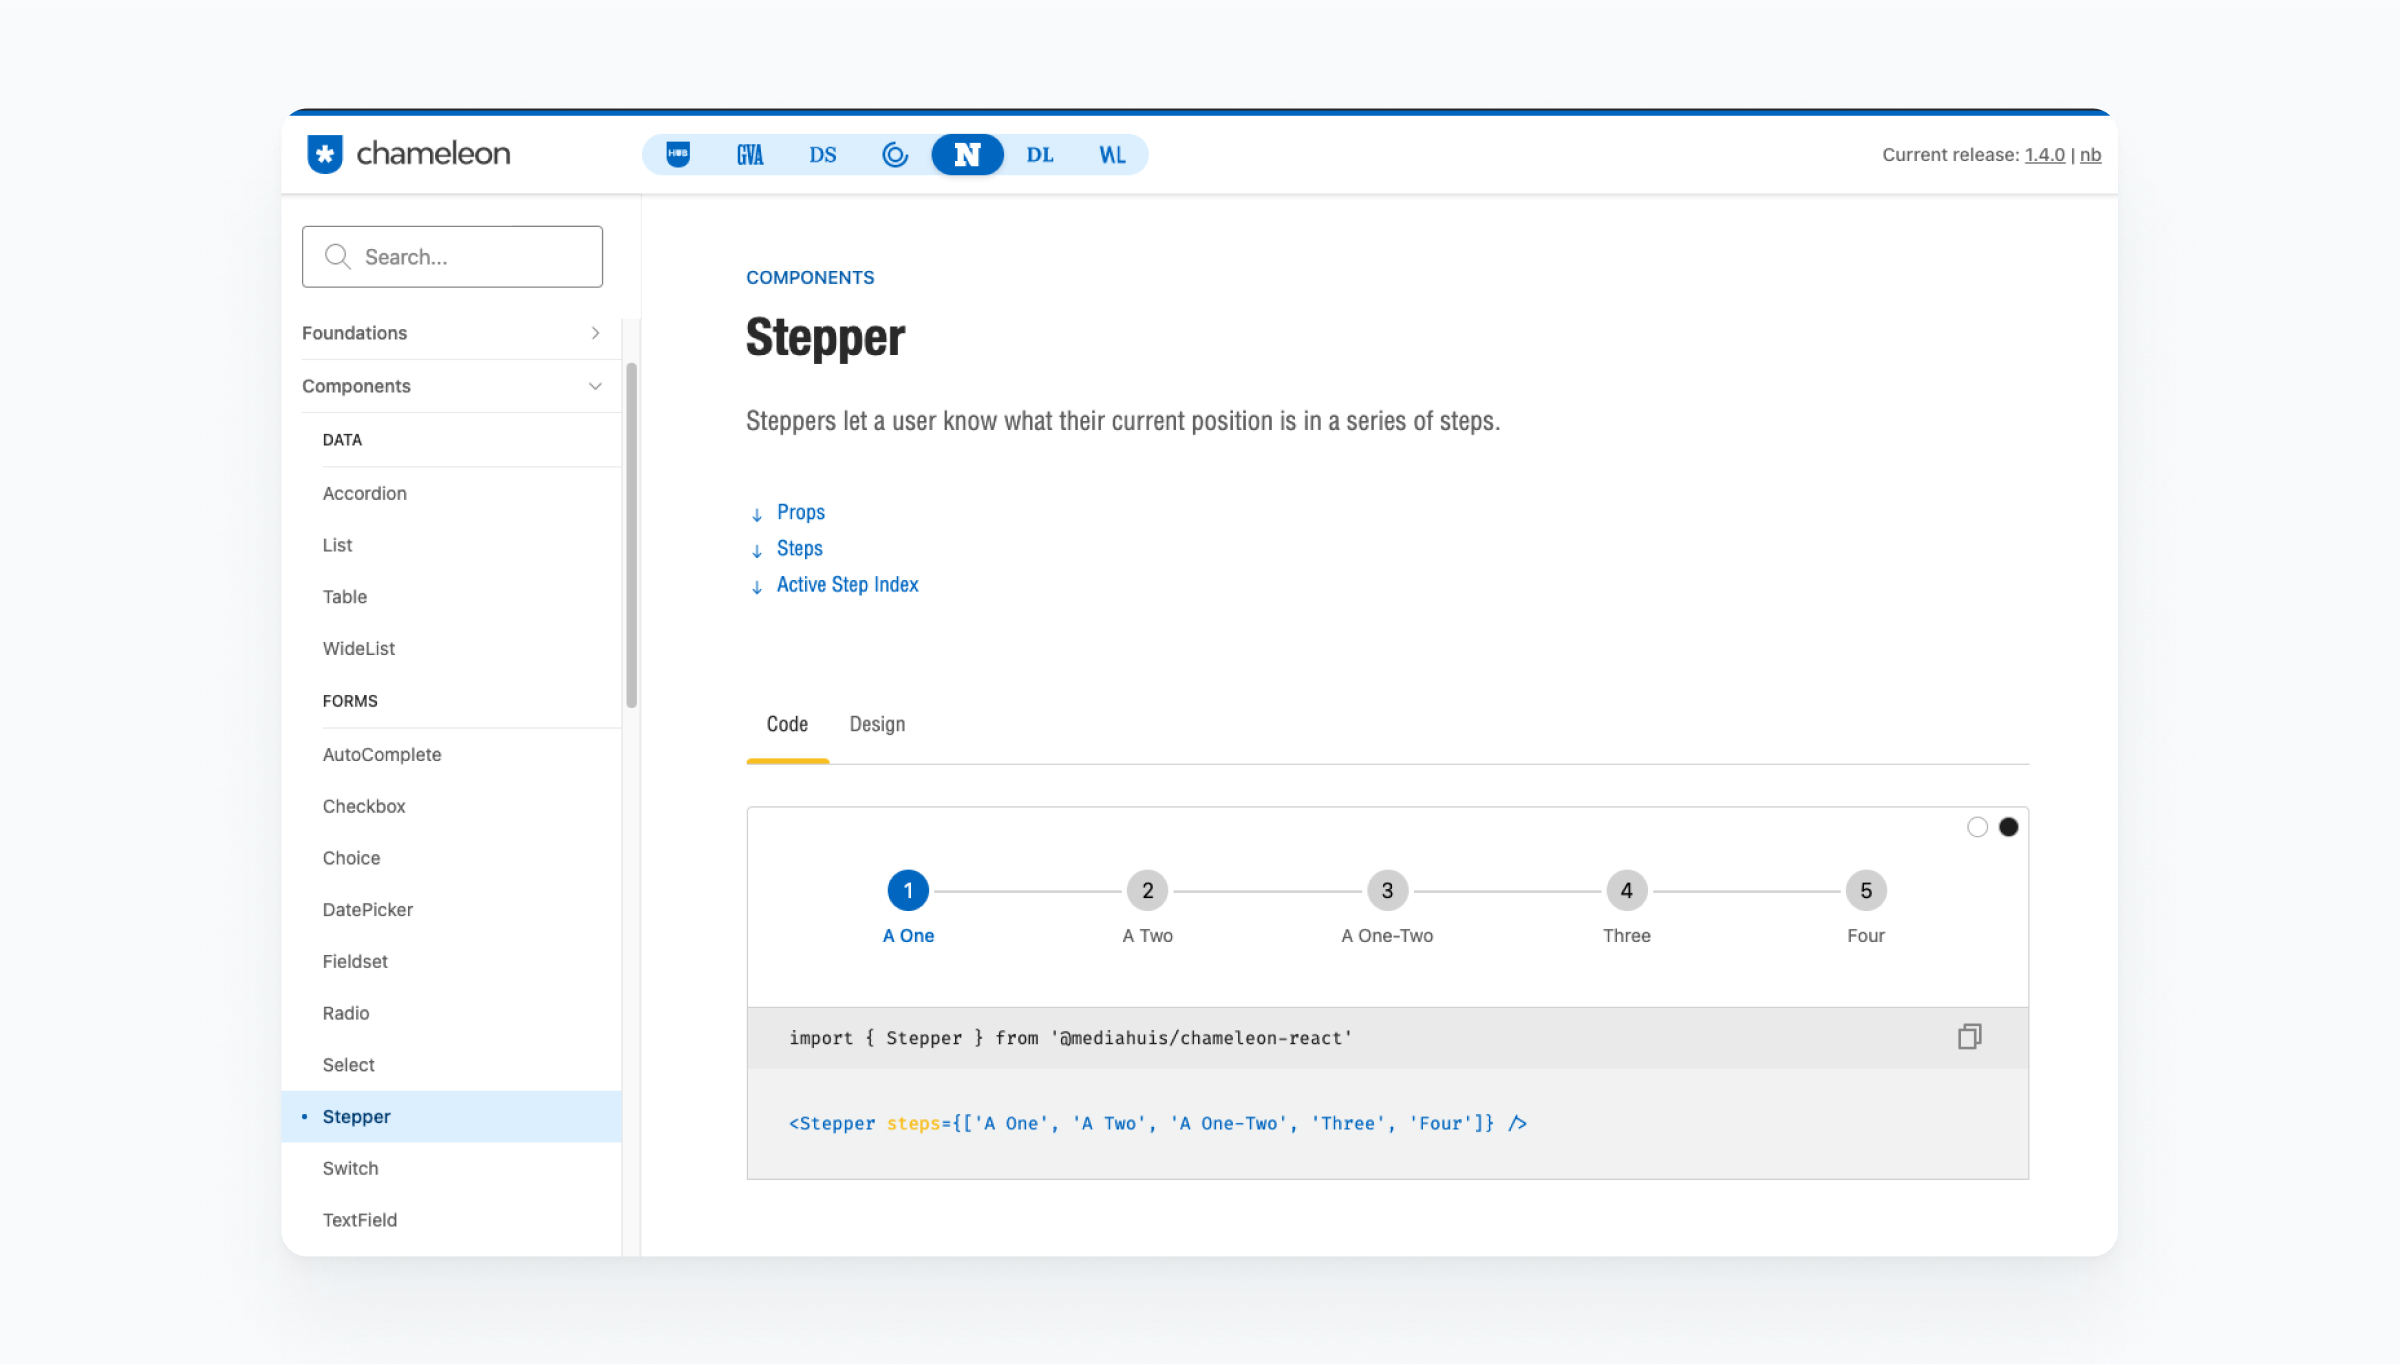 chameleon
HUB GVA DS N DL VL
Current release: 1.4.0 | nb
Search...
Foundations
Components
DATA
Accordion
List
Table
WideList
FORMS
AutoComplete
Checkbox
Choice
DatePicker
Fieldset
Radio
Select
Stepper
Switch
TextField
COMPONENTS
Stepper
Steppers let a user know what their current position is in a series of steps.
↓ Props
↓ Steps
↓ Active Step Index
Code Design
1 2 3 4 5
A One A Two A One-Two Three Four
import { Stepper } from '@mediahuis/chameleon-react'
<Stepper steps={['A One', 'A Two', 'A One-Two', 'Three', 'Four']} />